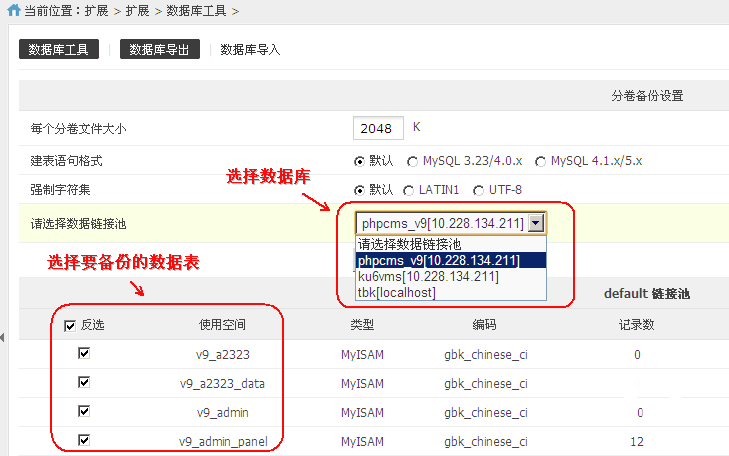 当前位置：扩展 > 扩展 > 数据库工具 >
数据库工具 | 数据库导出 | 数据库导入
分卷备份设置
每个分卷文件大小 2048 K
建表语句格式 默认 MySQL 3.23/4.0.x MySQL 4.1.x/5.x
强制字符集 默认 LATIN1 UTF-8
选择数据库
请选择数据链接池 phpcms_v9[10.228.134.211]
请选择数据链接池
phpcms_v9[10.228.134.211]
ku6vms[10.228.134.211]
tbk[localhost]
选择要备份的数据表
default 链接池
反选 使用空间 类型 编码 记录数
v9_a2323 MyISAM gbk_chinese_ci 0
v9_a2323_data MyISAM gbk_chinese_ci
v9_admin MyISAM gbk_chinese_ci 0
v9_admin_panel MyISAM gbk_chinese_ci 12